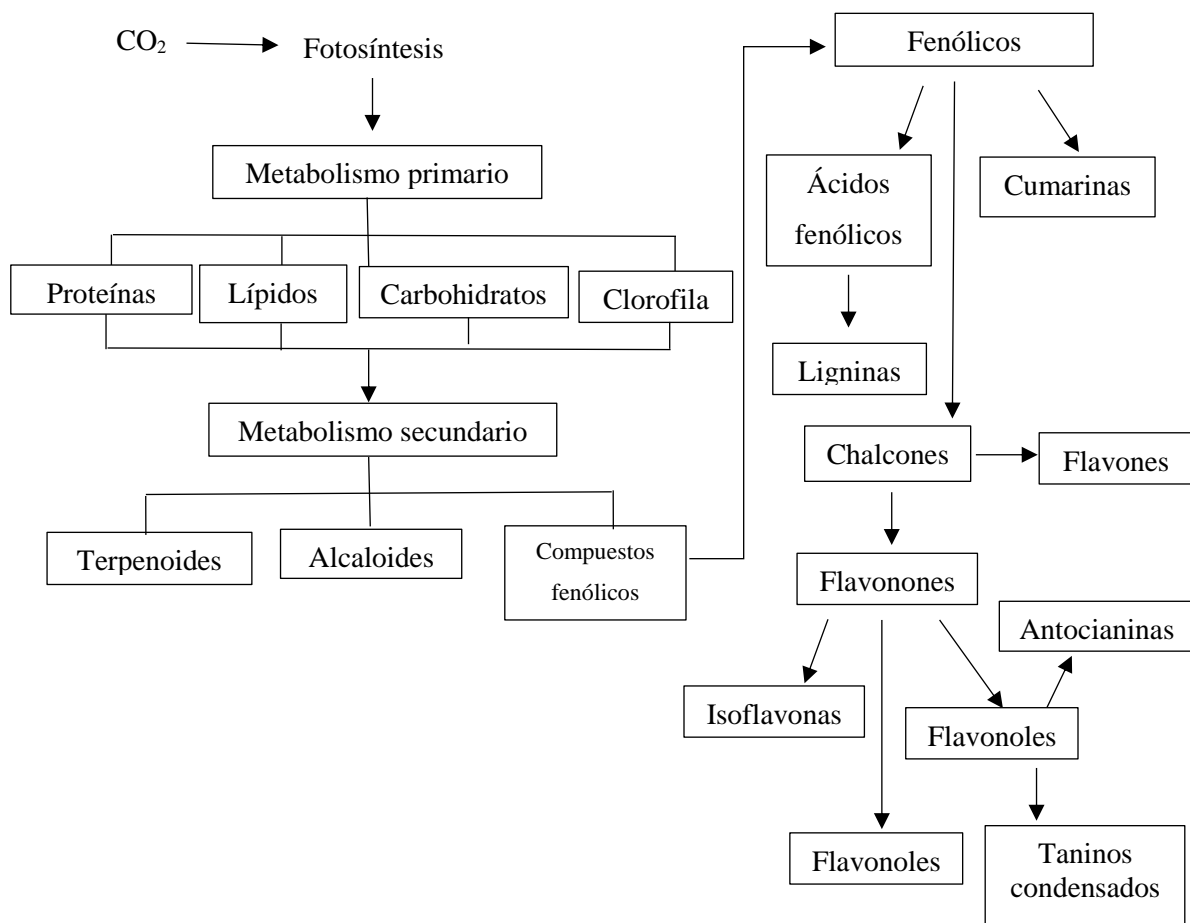 CO₂
Fotosíntesis
Metabolismo primario
Proteínas
Lípidos
Carbohidratos
Clorofila
Metabolismo secundario
Terpenoides
Alcaloides
Compuestos
fenólicos
Fenólicos
Ácidos
fenólicos
Cumarinas
Ligninas
Chalcones
Flavones
Flavonones
Antocianinas
Isoflavonas
Flavonoles
Flavonoles
Taninos
condensados